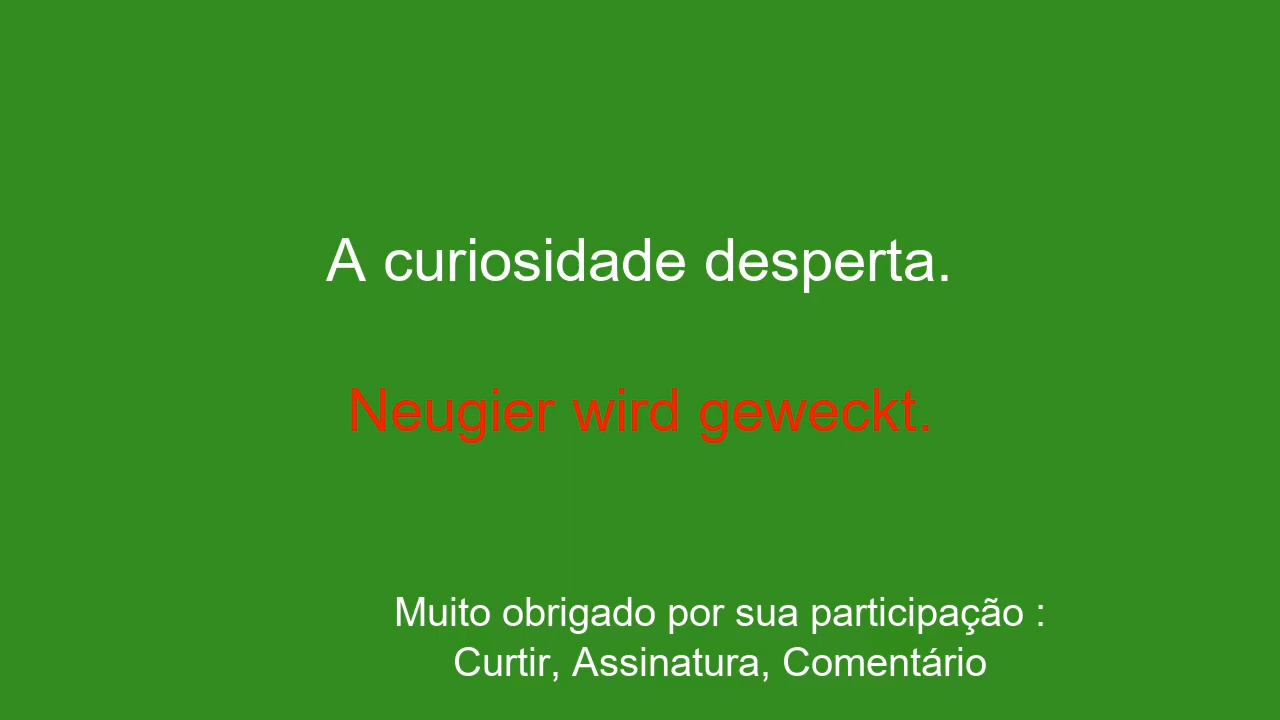 A curiosidade desperta.
Neugier wird geweckt.
Muito obrigado por sua participação :
Curtir, Assinatura, Comentário